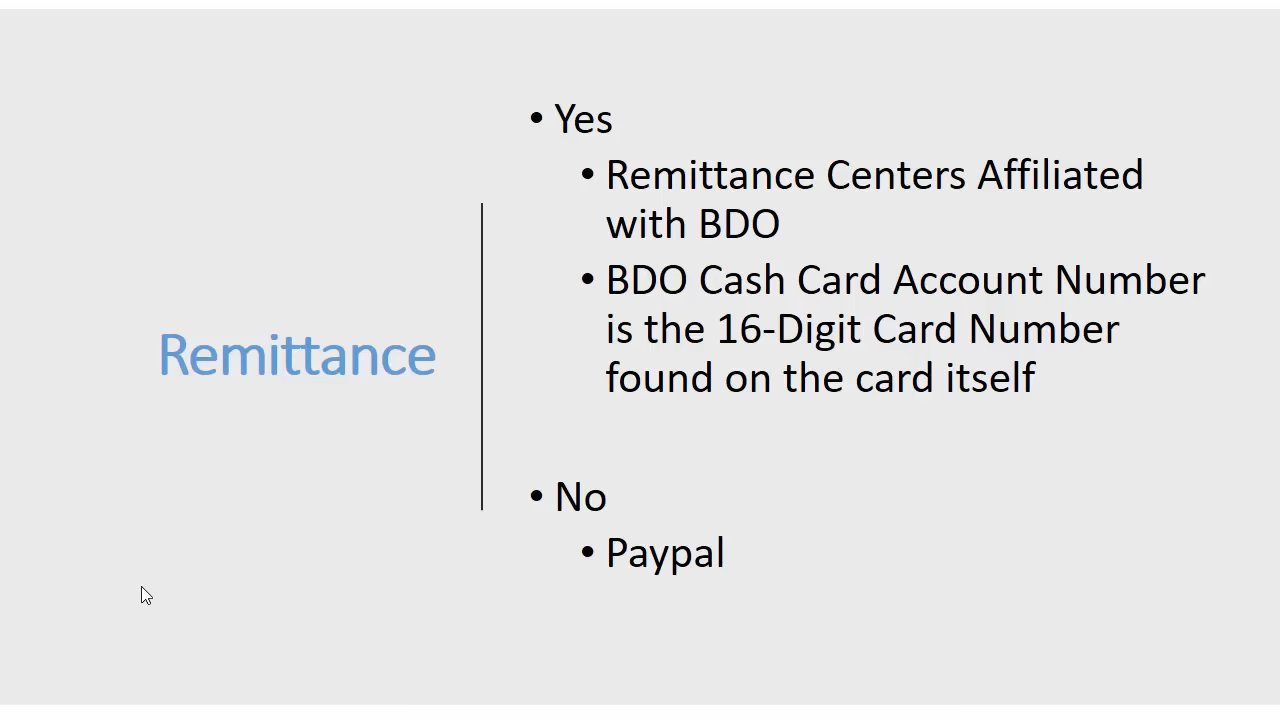 Remittance
• Yes
• Remittance Centers Affiliated
with BDO
• BDO Cash Card Account Number
is the 16-Digit Card Number
found on the card itself
• No
• Paypal